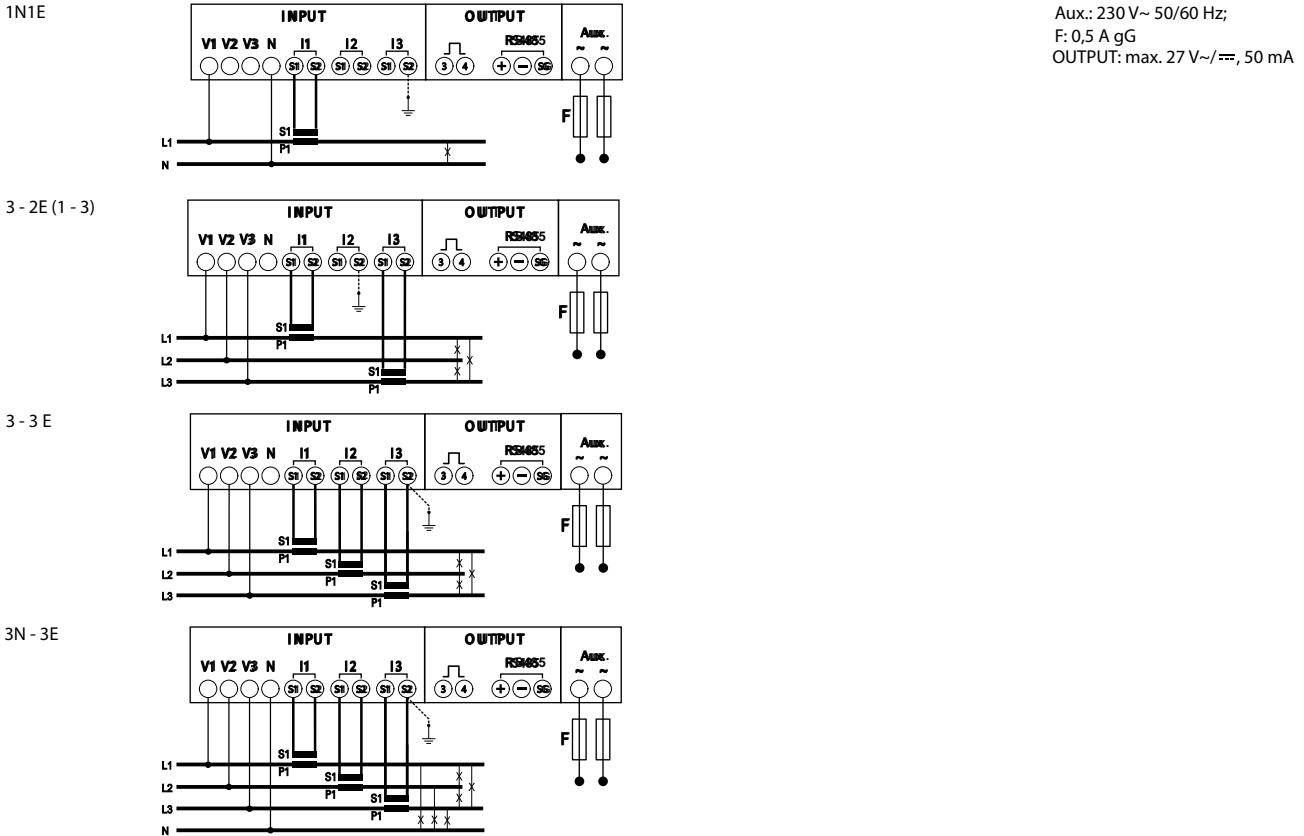 1N1E
INPUT OUTPUT
V1 V2 V3 N I1 I2 I3 RS485 Aux.
~ ~
S1 S2 S1 S2 S1 S2 3 4 + − SG
F
S1
L1
P1
N
Aux.: 230 V~ 50/60 Hz;
F: 0,5 A gG
OUTPUT: max. 27 V~/⎓, 50 mA
3 - 2E (1 - 3)
INPUT OUTPUT
V1 V2 V3 N I1 I2 I3 RS485 Aux.
~ ~
S1 S2 S1 S2 S1 S2 3 4 + − SG
F
S1
L1
P1
L2
S1
L3
P1
3 - 3 E
INPUT OUTPUT
V1 V2 V3 N I1 I2 I3 RS485 Aux.
~ ~
S1 S2 S1 S2 S1 S2 3 4 + − SG
F
S1
L1
P1
S1
L2
P1
S1
L3
P1
3N - 3E
INPUT OUTPUT
V1 V2 V3 N I1 I2 I3 RS485 Aux.
~ ~
S1 S2 S1 S2 S1 S2 3 4 + − SG
F
S1
L1
P1
S1
L2
P1
S1
L3
P1
N